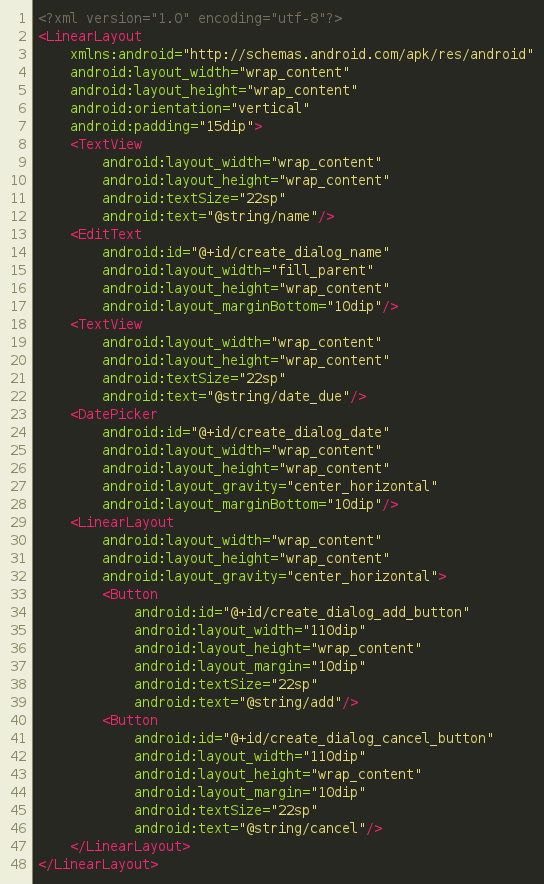 1 <?xml version="1.0" encoding="utf-8"?>
2 <LinearLayout
3     xmlns:android="http://schemas.android.com/apk/res/android"
4     android:layout_width="wrap_content"
5     android:layout_height="wrap_content"
6     android:orientation="vertical"
7     android:padding="15dip">
8     <TextView
9         android:layout_width="wrap_content"
10         android:layout_height="wrap_content"
11         android:textSize="22sp"
12         android:text="@string/name"/>
13     <EditText
14         android:id="@+id/create_dialog_name"
15         android:layout_width="fill_parent"
16         android:layout_height="wrap_content"
17         android:layout_marginBottom="10dip"/>
18     <TextView
19         android:layout_width="wrap_content"
20         android:layout_height="wrap_content"
21         android:textSize="22sp"
22         android:text="@string/date_due"/>
23     <DatePicker
24         android:id="@+id/create_dialog_date"
25         android:layout_width="wrap_content"
26         android:layout_height="wrap_content"
27         android:layout_gravity="center_horizontal"
28         android:layout_marginBottom="10dip"/>
29     <LinearLayout
30         android:layout_width="wrap_content"
31         android:layout_height="wrap_content"
32         android:layout_gravity="center_horizontal">
33         <Button
34             android:id="@+id/create_dialog_add_button"
35             android:layout_width="110dip"
36             android:layout_height="wrap_content"
37             android:layout_margin="10dip"
38             android:textSize="22sp"
39             android:text="@string/add"/>
40         <Button
41             android:id="@+id/create_dialog_cancel_button"
42             android:layout_width="110dip"
43             android:layout_height="wrap_content"
44             android:layout_margin="10dip"
45             android:textSize="22sp"
46             android:text="@string/cancel"/>
47     </LinearLayout>
48 </LinearLayout>